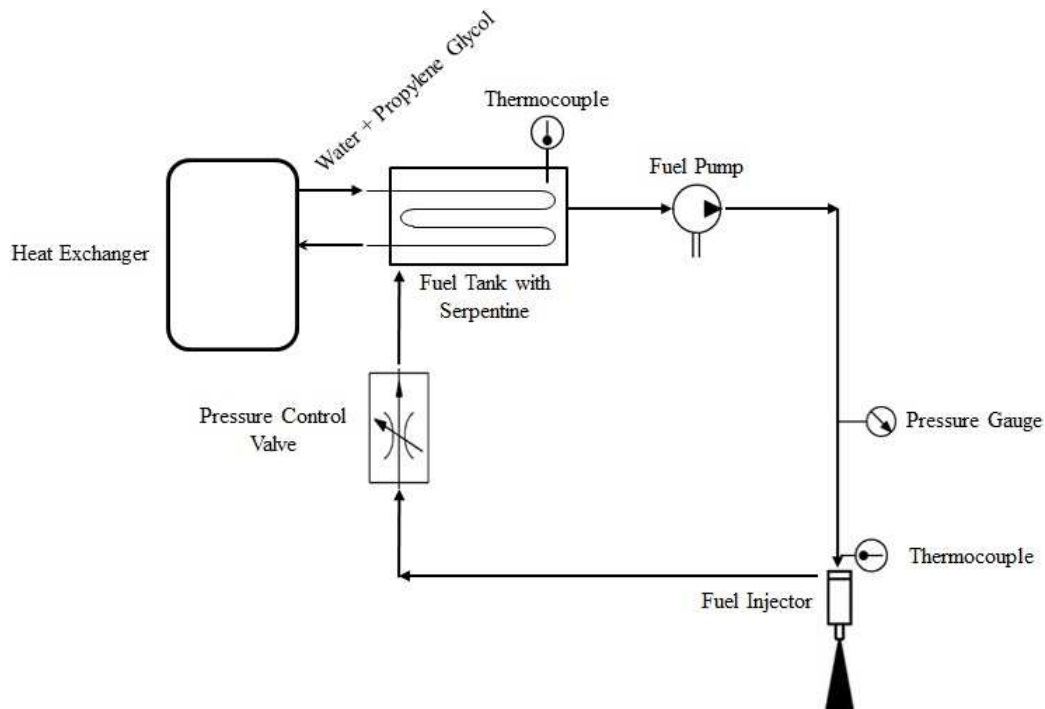 Water + Propylene Glycol
Thermocouple
Fuel Pump
Heat Exchanger
Fuel Tank with
Serpentine
Pressure Control
Valve
Pressure Gauge
Thermocouple
Fuel Injector